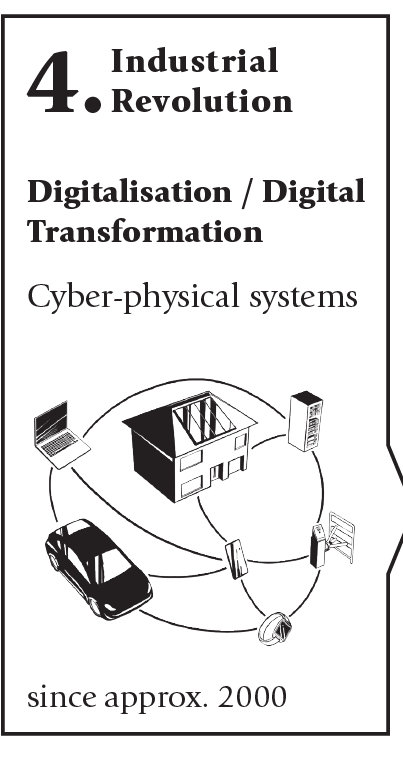 4. Industrial
Revolution
Digitalisation / Digital
Transformation
Cyber-physical systems
since approx. 2000